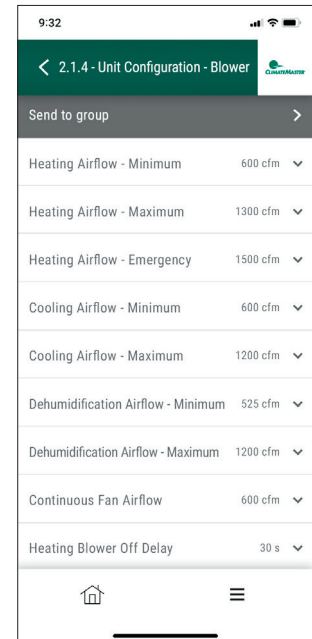 9:32
2.1.4 - Unit Configuration - Blower
CLIMATEMASTER
Send to group
Heating Airflow - Minimum 600 cfm
Heating Airflow - Maximum 1300 cfm
Heating Airflow - Emergency 1500 cfm
Cooling Airflow - Minimum 600 cfm
Cooling Airflow - Maximum 1200 cfm
Dehumidification Airflow - Minimum 525 cfm
Dehumidification Airflow - Maximum 1200 cfm
Continuous Fan Airflow 600 cfm
Heating Blower Off Delay 30 s